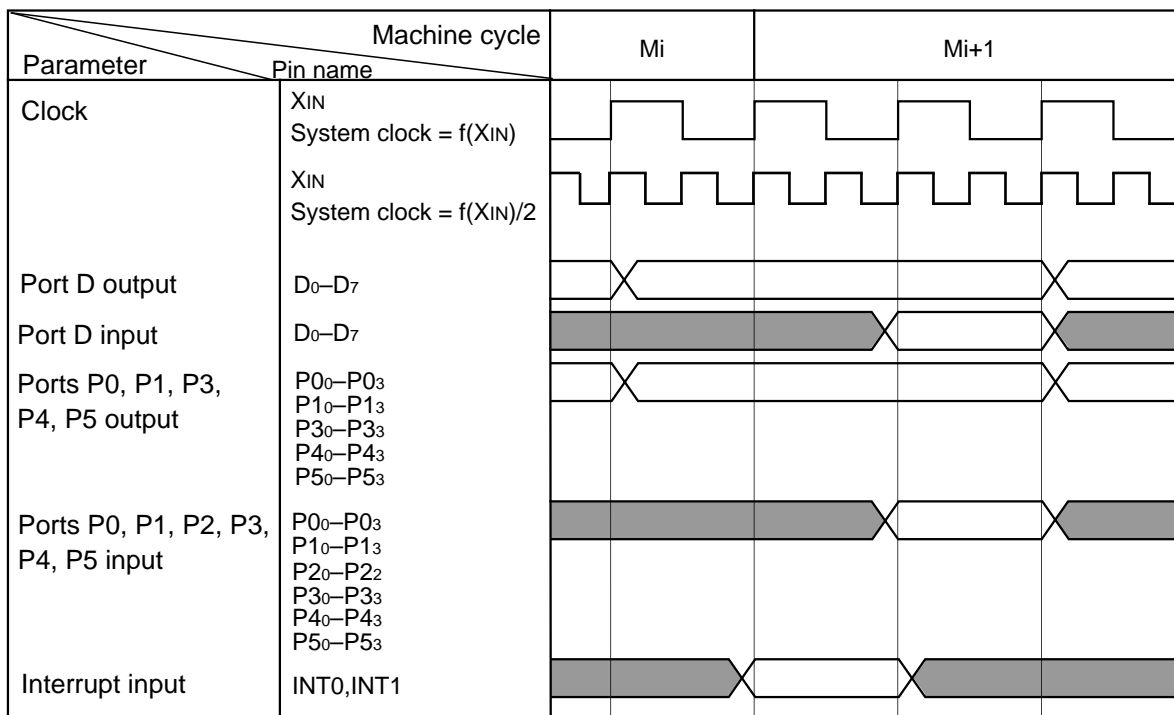 Machine cycle
Parameter
Pin name
Mi
Mi+1
Clock
XIN
System clock = f(XIN)
XIN
System clock = f(XIN)/2
Port D output
D0–D7
Port D input
D0–D7
Ports P0, P1, P3,
P4, P5 output
P00–P03
P10–P13
P30–P33
P40–P43
P50–P53
Ports P0, P1, P2, P3,
P4, P5 input
P00–P03
P10–P13
P20–P22
P30–P33
P40–P43
P50–P53
Interrupt input
INT0,INT1